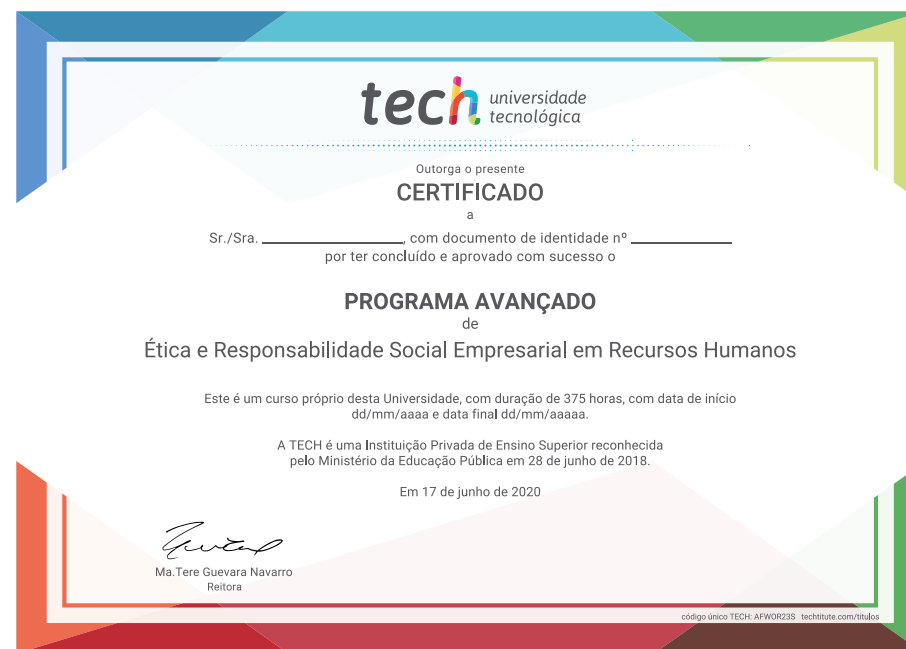 tech universidade
tecnológica
Outorga o presente
CERTIFICADO
a
Sr./Sra. ________________, com documento de identidade nº ____________
por ter concluído e aprovado com sucesso o
PROGRAMA AVANÇADO
de
Ética e Responsabilidade Social Empresarial em Recursos Humanos
Este é um curso próprio desta Universidade, com duração de 375 horas, com data de início
dd/mm/aaaa e data final dd/mm/aaaaa.
A TECH é uma Instituição Privada de Ensino Superior reconhecida
pelo Ministério da Educação Pública em 28 de junho de 2018.
Em 17 de junho de 2020
Ma.Tere Guevara Navarro
Reitora
código único TECH: AFWOR23S techtitute.com/titulos